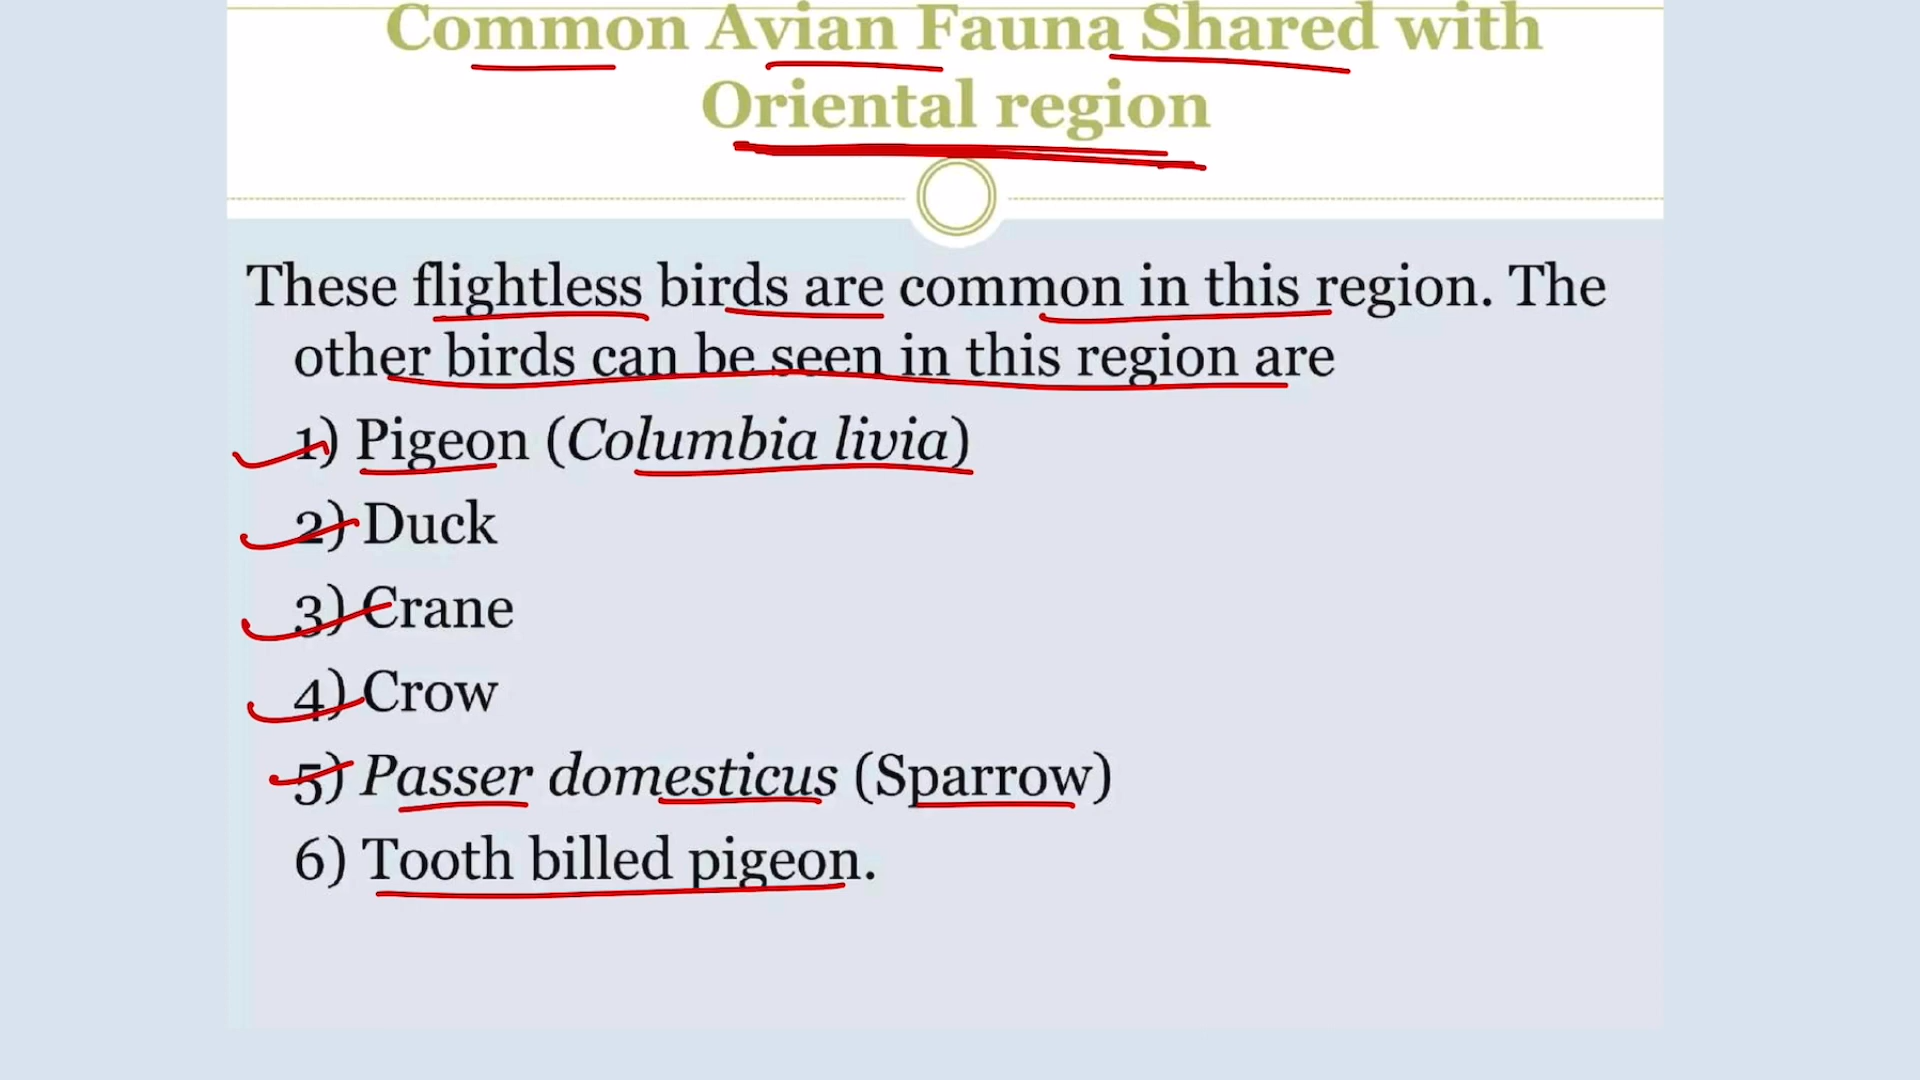 Common Avian Fauna Shared with
Oriental region
These flightless birds are common in this region. The
other birds can be seen in this region are
1) Pigeon (Columbia livia)
2) Duck
3) Crane
4) Crow
5) Passer domesticus (Sparrow)
6) Tooth billed pigeon.